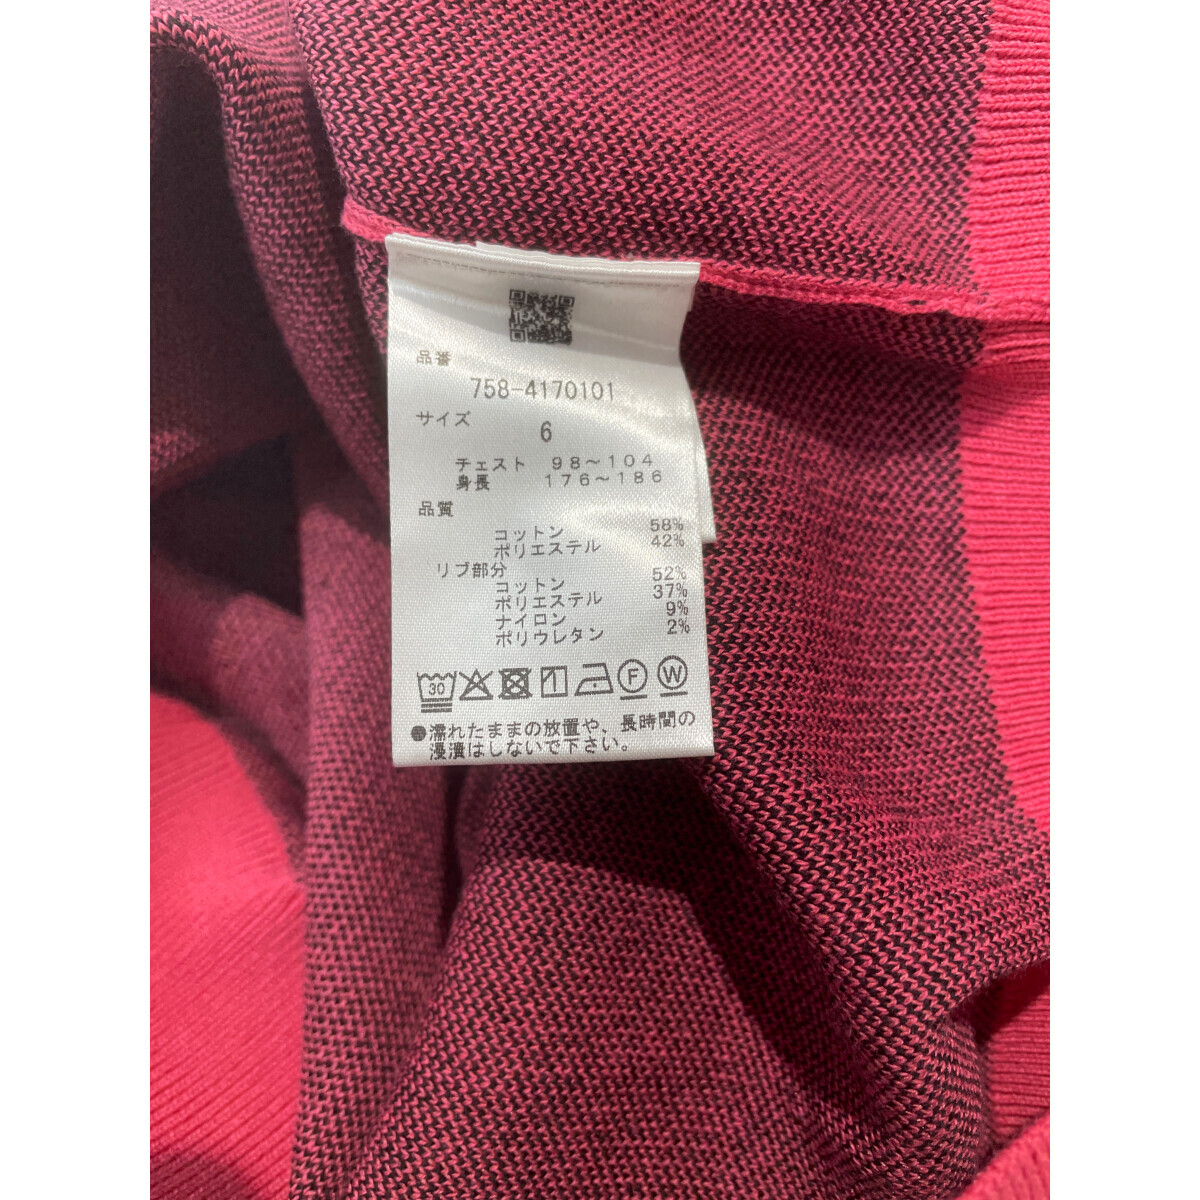 品番
758-4170101
サイズ
6
チェスト 98～104
身長 176～186
品質
コットン 58%
ポリエステル 42%
リブ部分
コットン 52%
ポリエステル 37%
ナイロン 9%
ポリウレタン 2%
30 F W
●濡れたままの放置や、長時間の
浸漬はしないで下さい。